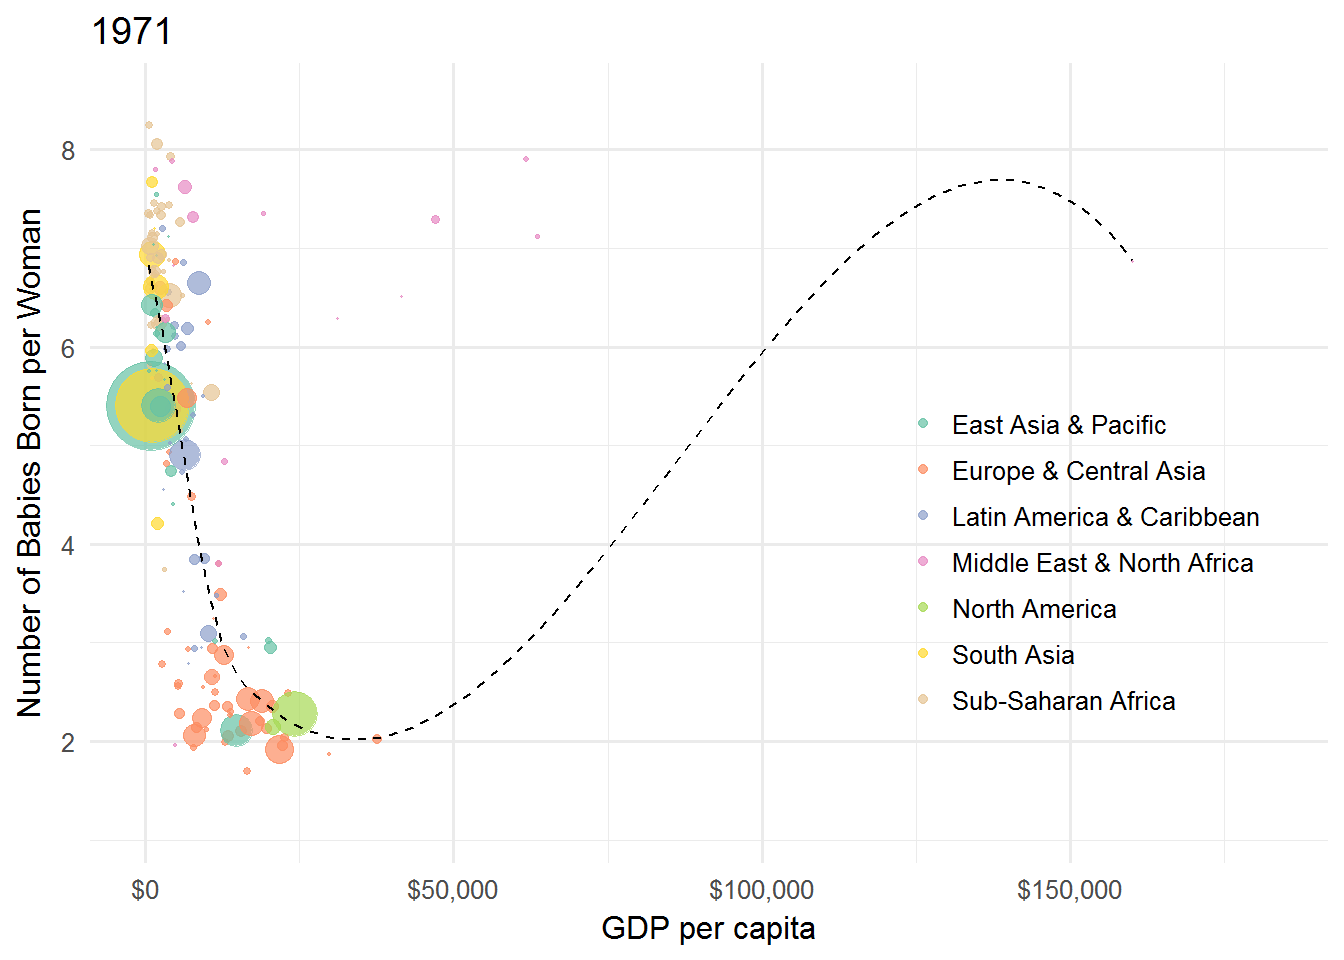 1971
Number of Babies Born per Woman
8
6
4
2
East Asia & Pacific
Europe & Central Asia
Latin America & Caribbean
Middle East & North Africa
North America
South Asia
Sub-Saharan Africa
$0
$50,000
$100,000
$150,000
GDP per capita